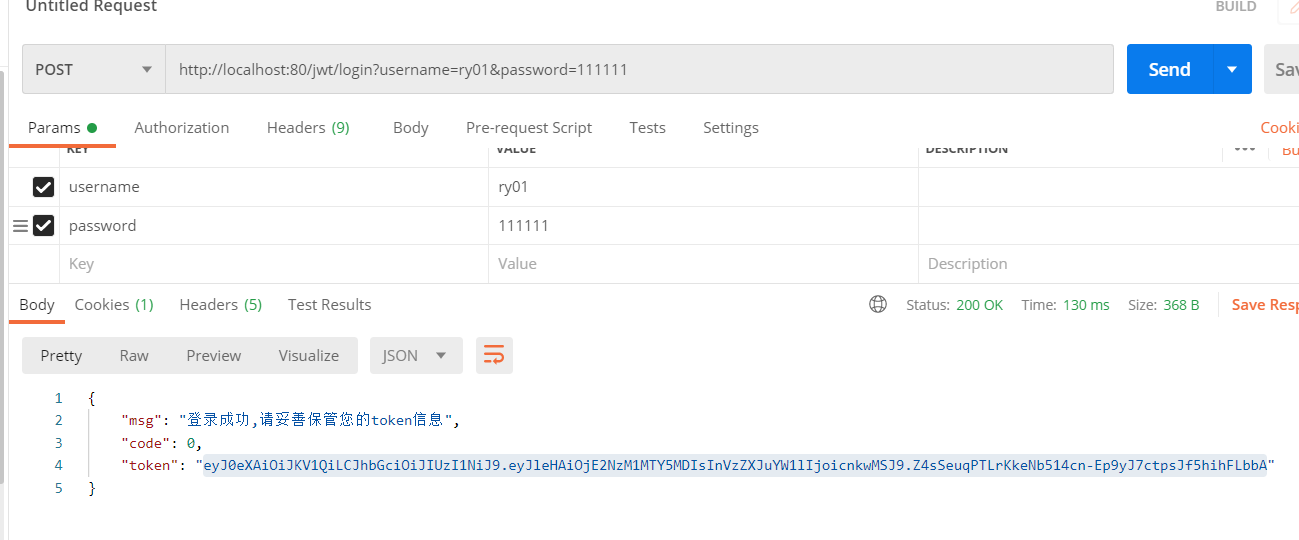 Untitled Request
BUILD
POST
http://localhost:80/jwt/login?username=ry01&password=111111
Send
Sav
Params
Authorization
Headers (9)
Body
Pre-request Script
Tests
Settings
Cooki
KEY
VALUE
DESCRIPTION
Bu
username
ry01
password
111111
Key
Value
Description
Body
Cookies (1)
Headers (5)
Test Results
Status: 200 OK
Time: 130 ms
Size: 368 B
Save Resp
Pretty
Raw
Preview
Visualize
JSON
1 {
2 "msg": "登录成功,请妥善保管您的token信息",
3 "code": 0,
4 "token": "eyJ0eXAiOiJKV1QiLCJhbGciOiJIUzI1NiJ9.eyJleHAiOjE2NzM1MTY5MDIsInVzZXJuYW1lIjoicnkwMSJ9.Z4sSeuqPTLrKkeNb514cn-Ep9yJ7ctpsJf5hihFLbbA"
5 }